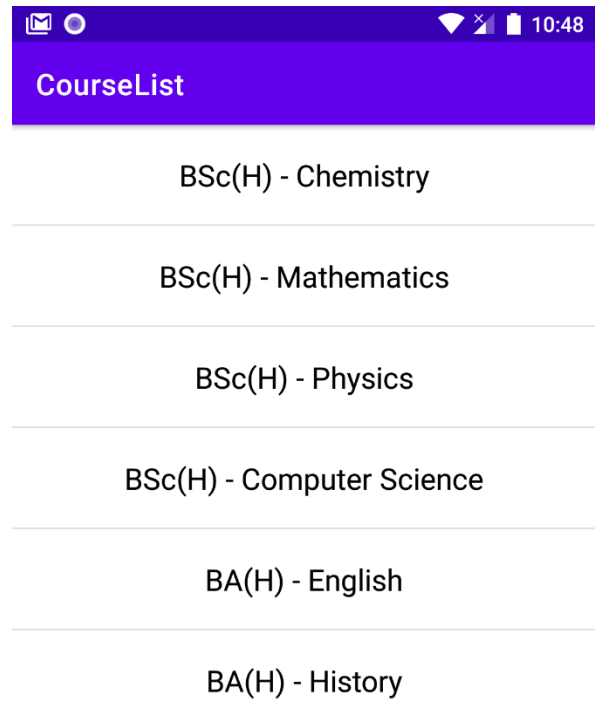 10:48
CourseList
BSc(H) - Chemistry
BSc(H) - Mathematics
BSc(H) - Physics
BSc(H) - Computer Science
BA(H) - English
BA(H) - History